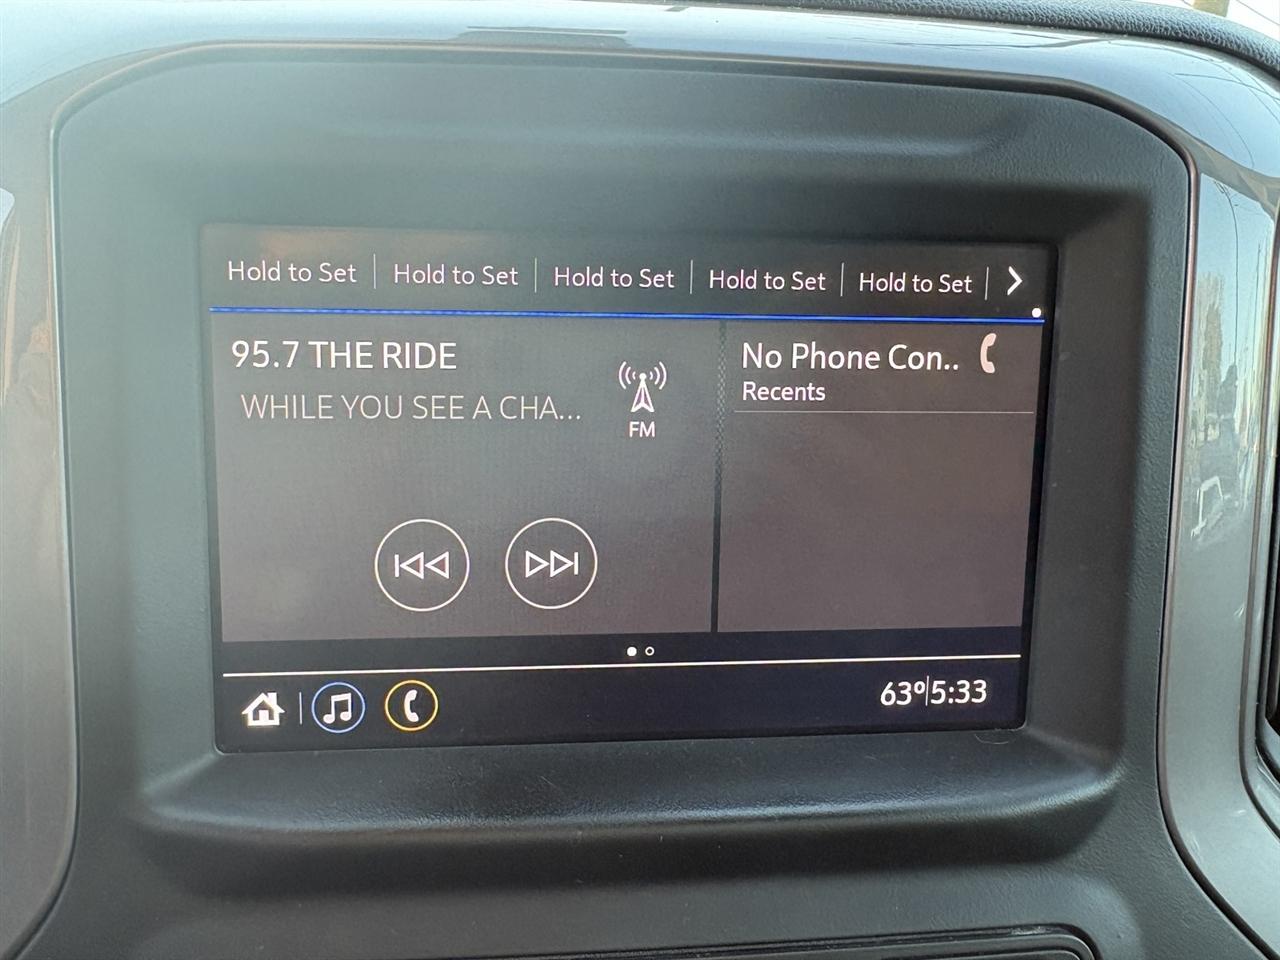 Hold to Set Hold to Set Hold to Set Hold to Set Hold to Set
95.7 THE RIDE
WHILE YOU SEE A CHA...
FM
No Phone Con..
Recents
63°|5:33